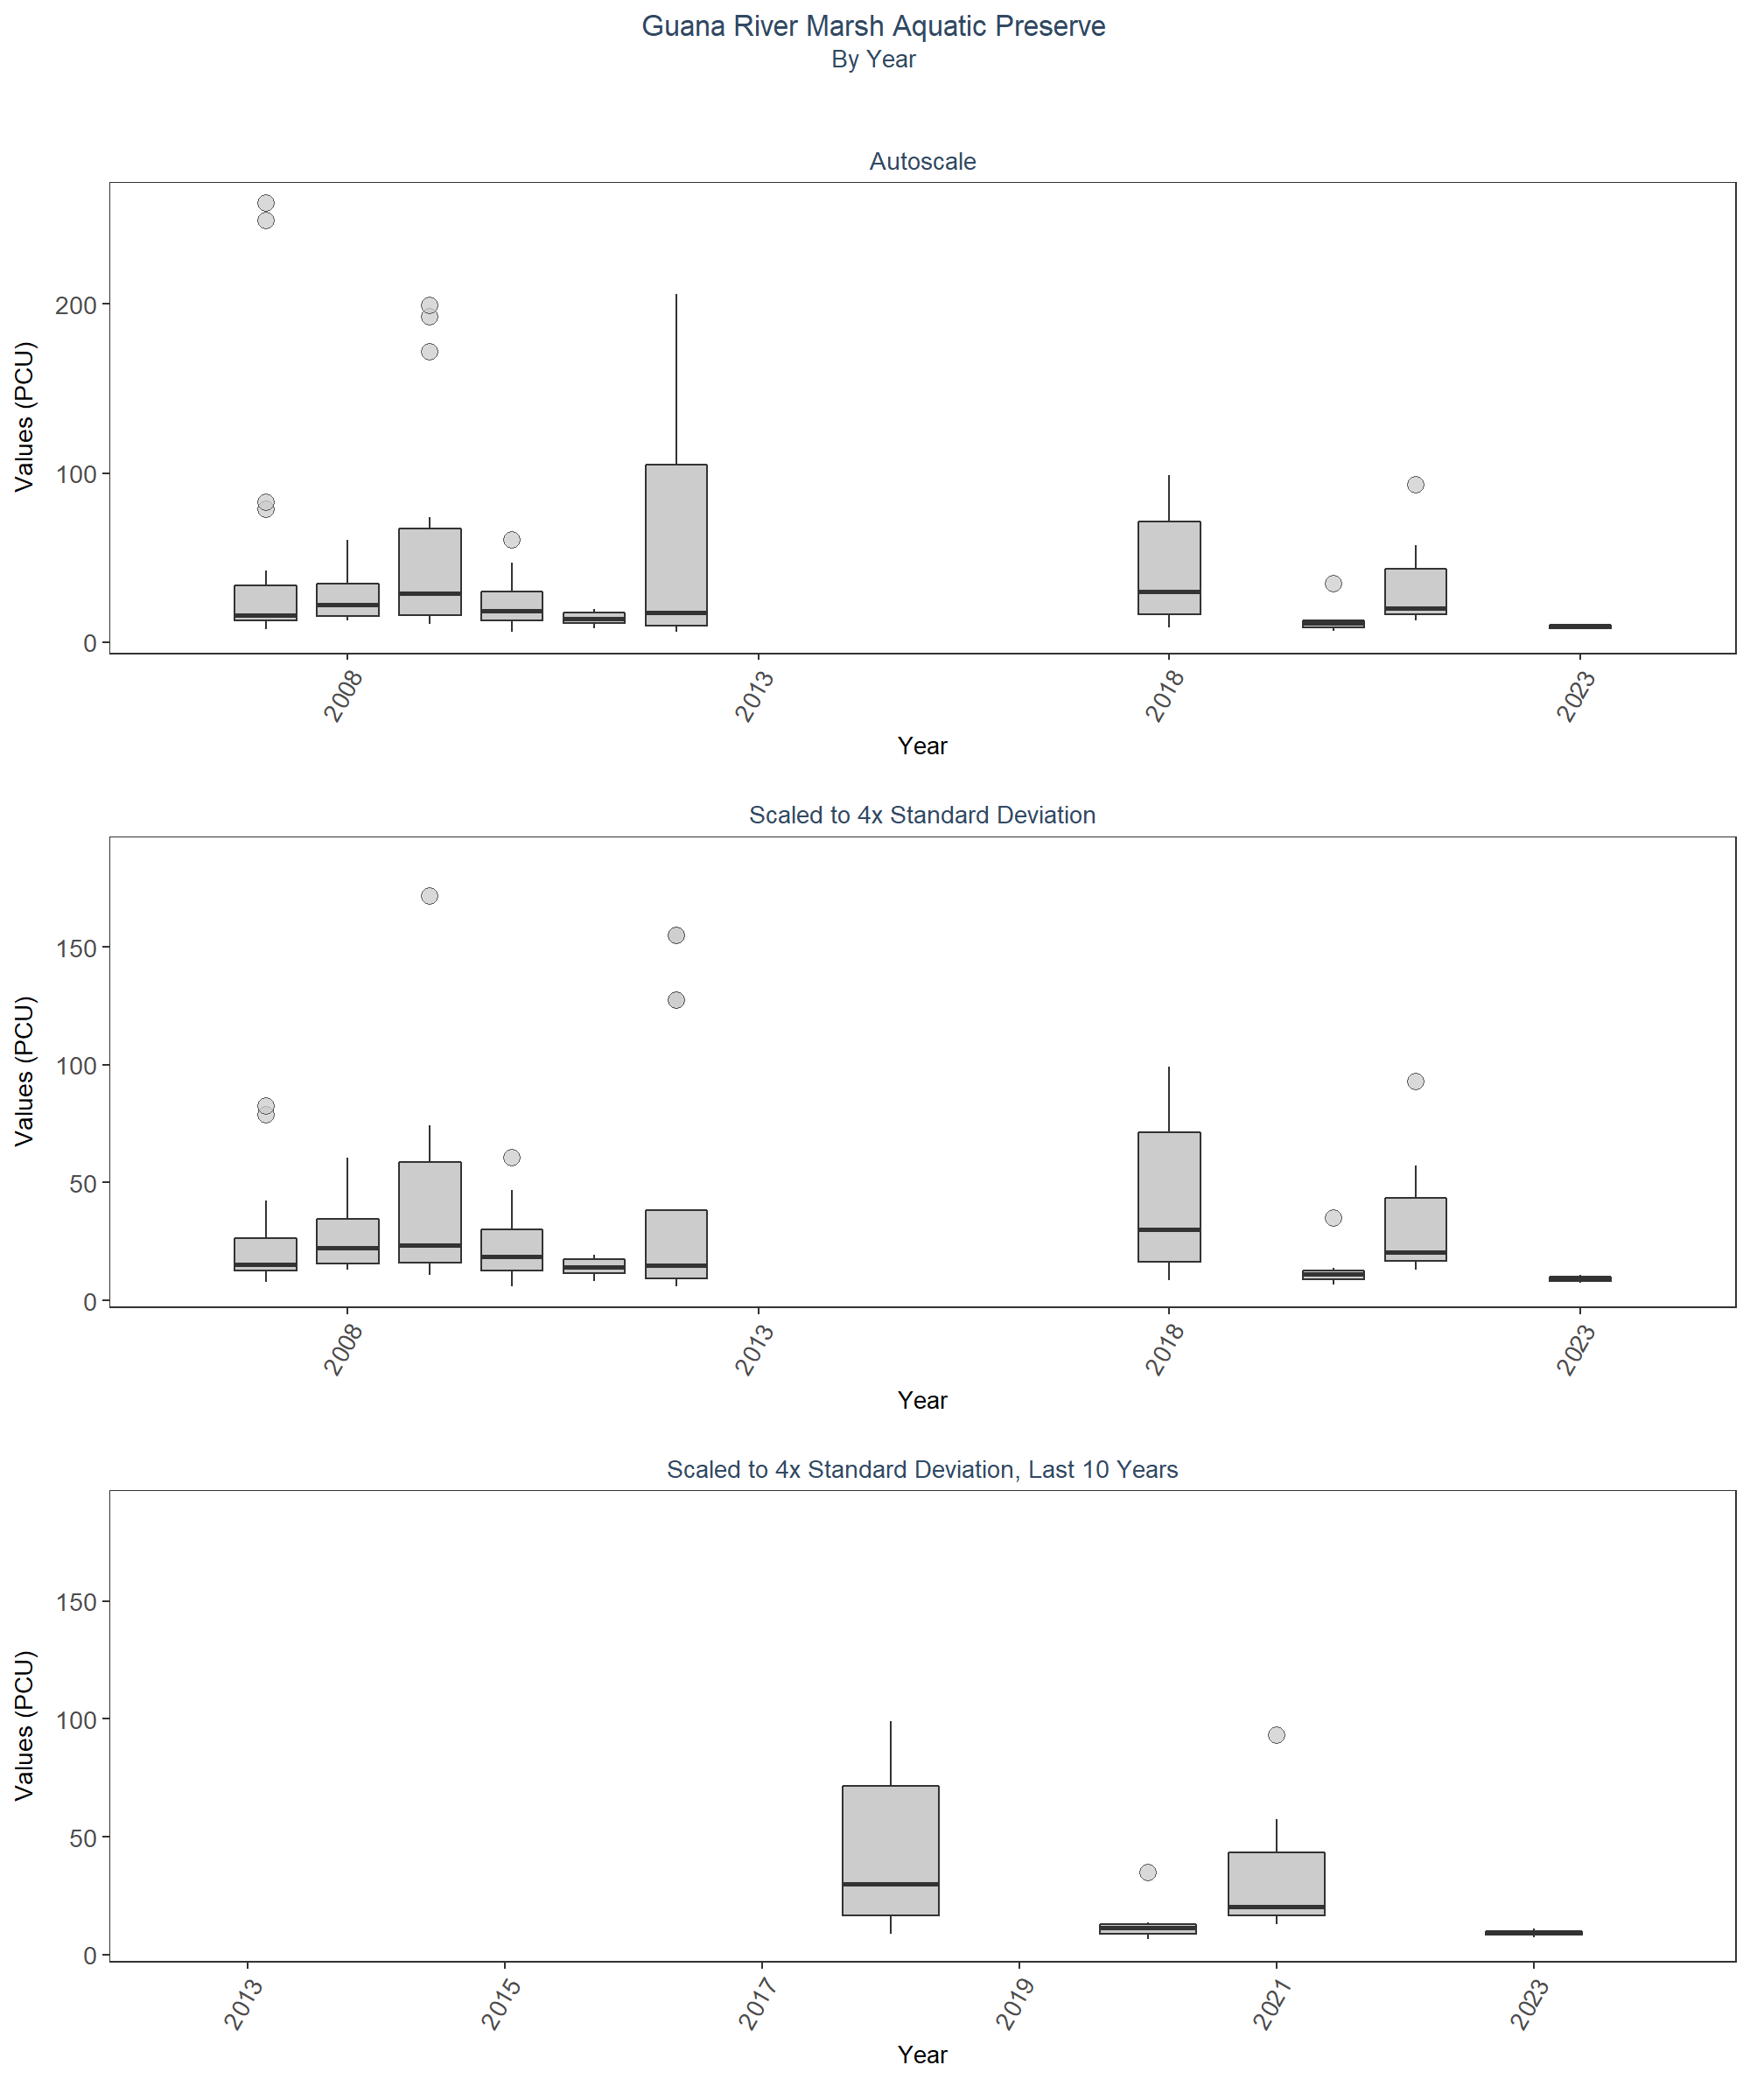 Guana River Marsh Aquatic Preserve
By Year
Autoscale
Values (PCU)
200
100
0
2008
2013
2018
2023
Year
Scaled to 4x Standard Deviation
Values (PCU)
150
100
50
0
2008
2013
2018
2023
Year
Scaled to 4x Standard Deviation, Last 10 Years
Values (PCU)
150
100
50
0
2013
2015
2017
2019
2021
2023
Year